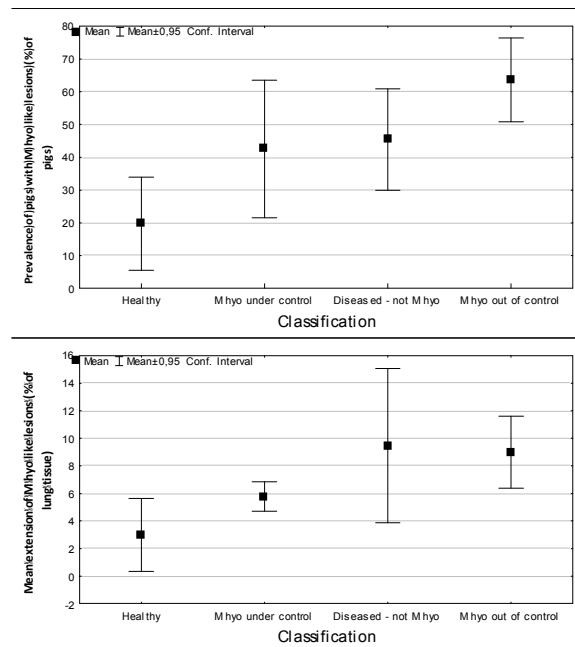 80
■ Mean ⌶ Mean±0,95 Conf. Interval
70
60
50
40
30
20
10
0
Prevalence|of|pigs|with|M|hyo|like|lesions|(%|of
pigs)
Healthy M hyo under control Diseased - not M hyo M hyo out of control
Classification
16
■ Mean ⌶ Mean±0,95 Conf. Interval
14
12
10
8
6
4
2
0
-2
Mean|extension|of|M|hyo|like|lesions|(%|of
lung|tissue)
Healthy M hyo under control Diseased - not M hyo M hyo out of control
Classification